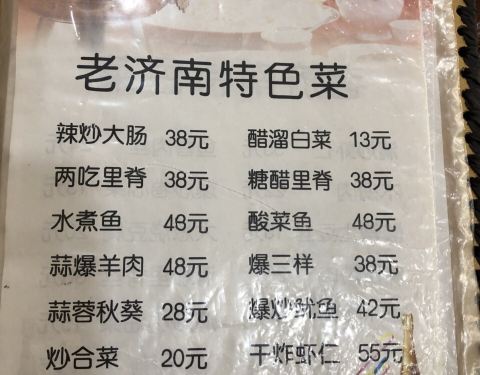 老济南特色菜
辣炒大肠 38元 醋溜白菜 13元
两吃里脊 38元 糖醋里脊 38元
水煮鱼 48元 酸菜鱼 48元
蒜爆羊肉 48元 爆三样 38元
蒜蓉秋葵 28元 爆炒鱿鱼 42元
炒合菜 20元 干炸虾仁 55元